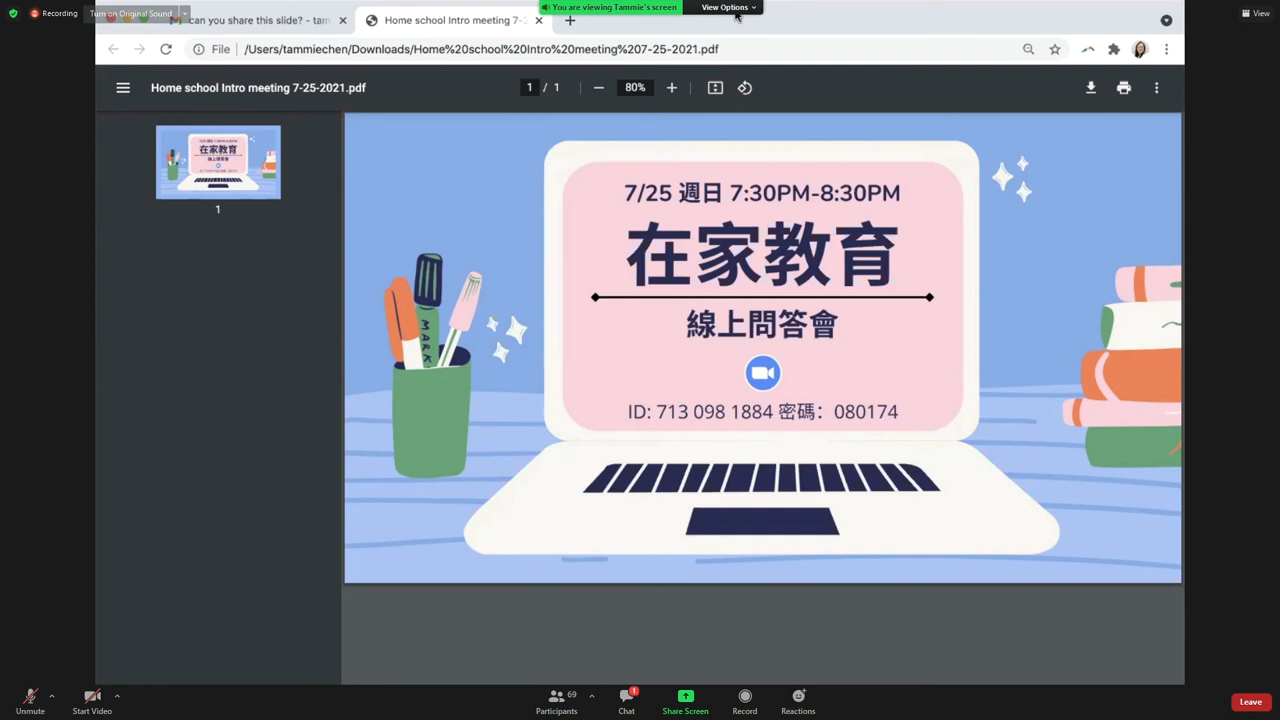 Recording
Turn on Original Sound
can you share this slide? - tam
Home school Intro meeting 7-2
You are viewing Tammie's screen
View Options
View
File
/Users/tammiechen/Downloads/Home%20school%20Intro%20meeting%207-25-2021.pdf
Home school Intro meeting 7-25-2021.pdf
1 / 1
80%
7/25 週日 7:30PM-8:30PM
在家教育
線上問答會
ID: 713 098 1884 密碼：080174
MARK
1
Unmute
Start Video
Participants
69
Chat
1
Share Screen
Record
Reactions
Leave